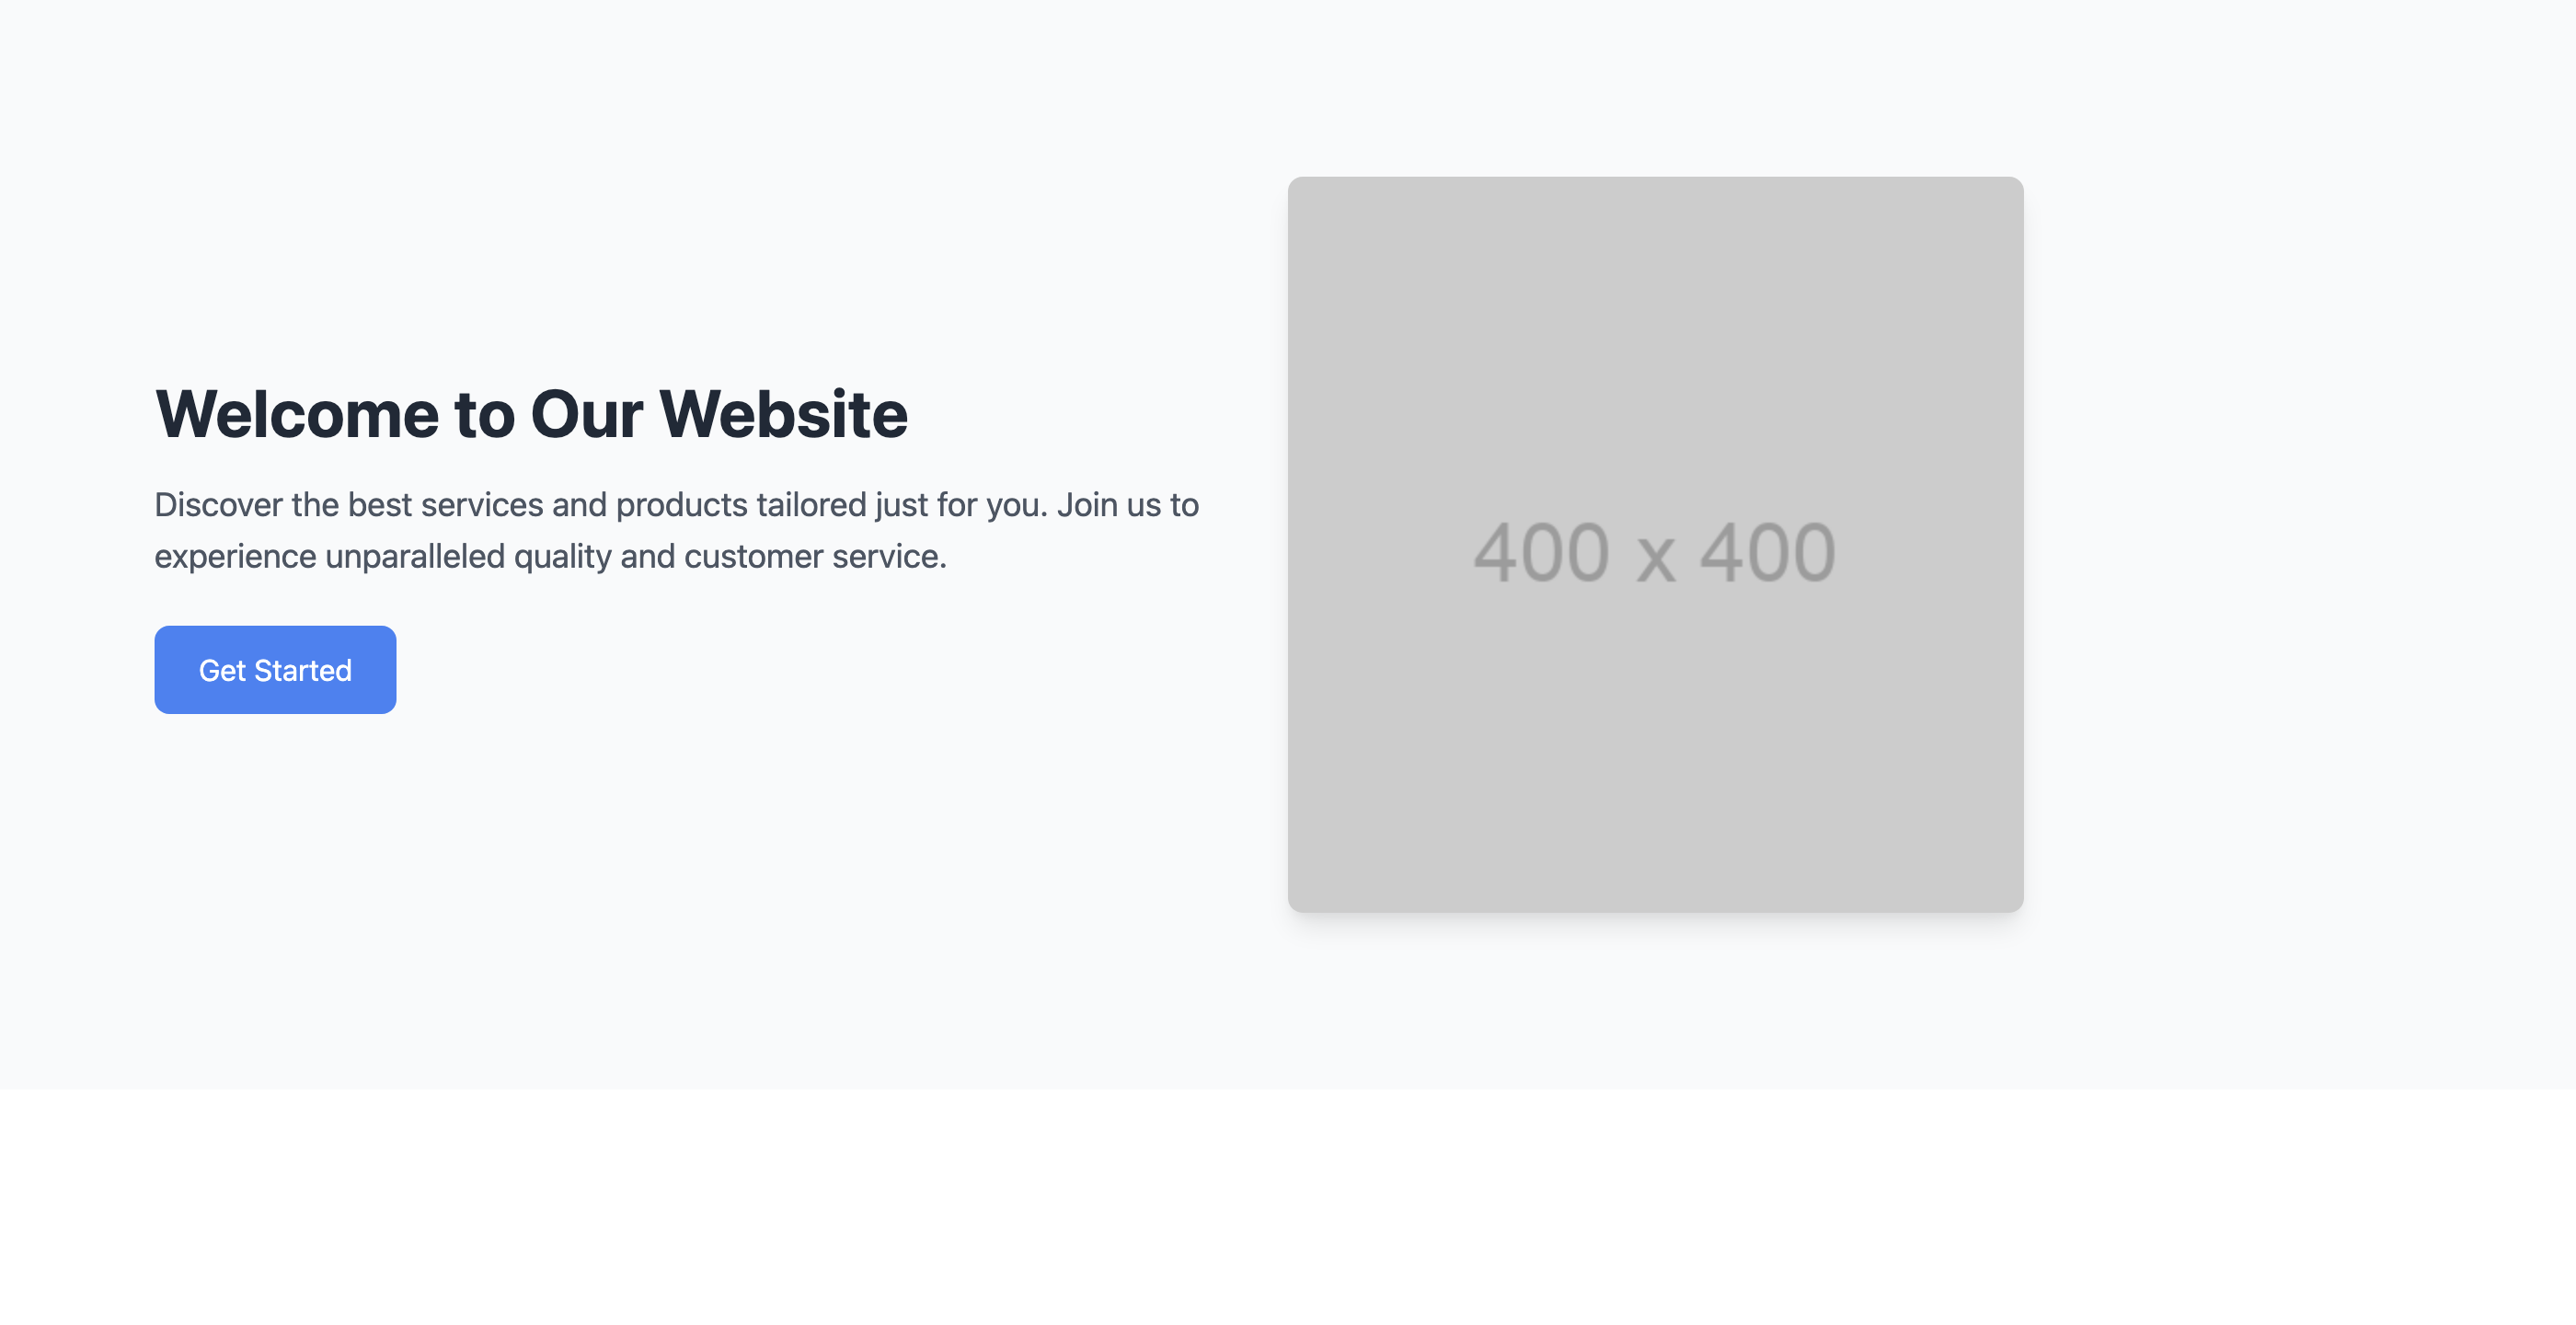 Welcome to Our Website
Discover the best services and products tailored just for you. Join us to
experience unparalleled quality and customer service.
Get Started
400 x 400